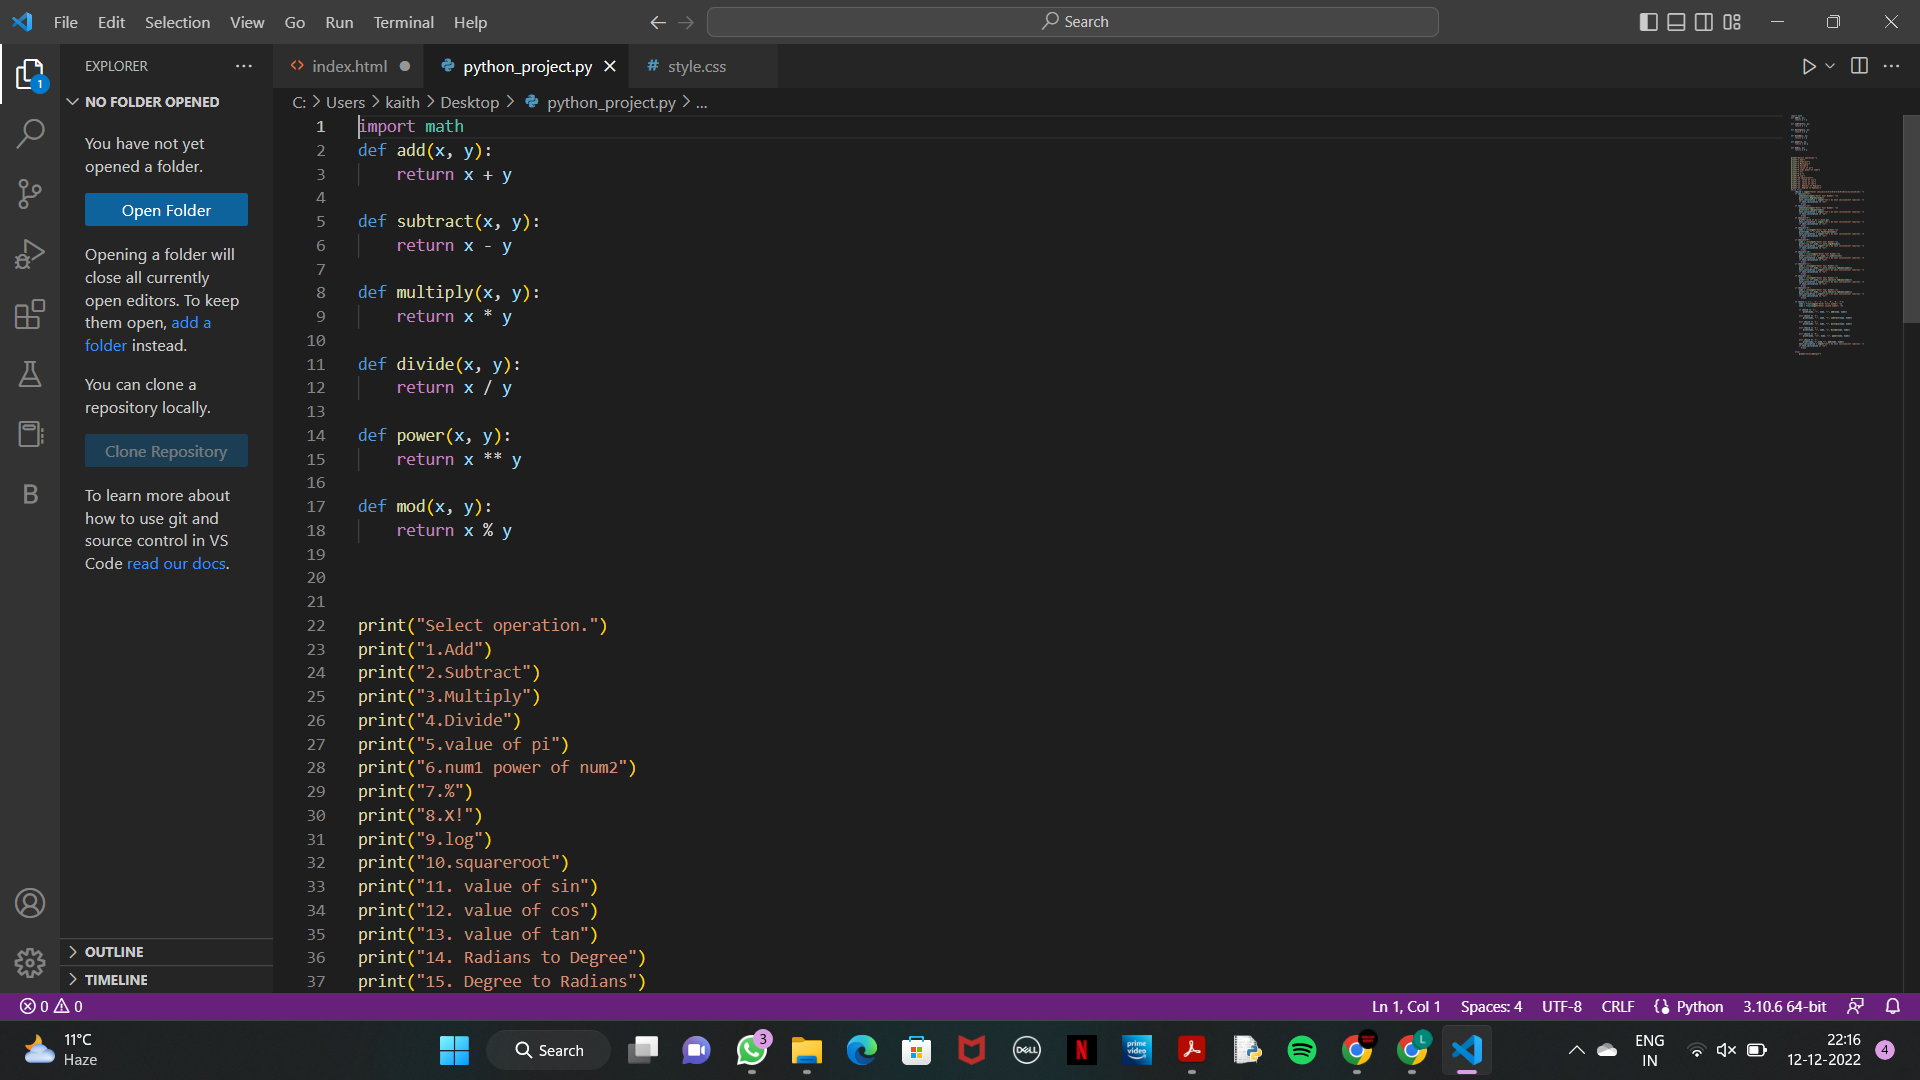 File Edit Selection View Go Run Terminal Help
Search
EXPLORER
index.html
python_project.py
# style.css
1
NO FOLDER OPENED
You have not yet
opened a folder.
Open Folder
Opening a folder will
close all currently
open editors. To keep
them open, add a
folder instead.
You can clone a
repository locally.
Clone Repository
To learn more about
how to use git and
source control in VS
Code read our docs.
B
OUTLINE
TIMELINE
C: > Users > kaith > Desktop > python_project.py > ...
1 import math
2 def add(x, y):
3     return x + y
4
5 def subtract(x, y):
6     return x - y
7
8 def multiply(x, y):
9     return x * y
10
11 def divide(x, y):
12     return x / y
13
14 def power(x, y):
15     return x ** y
16
17 def mod(x, y):
18     return x % y
19
20
21
22 print("Select operation.")
23 print("1.Add")
24 print("2.Subtract")
25 print("3.Multiply")
26 print("4.Divide")
27 print("5.value of pi")
28 print("6.num1 power of num2")
29 print("7.%")
30 print("8.X!")
31 print("9.log")
32 print("10.squareroot")
33 print("11. value of sin")
34 print("12. value of cos")
35 print("13. value of tan")
36 print("14. Radians to Degree")
37 print("15. Degree to Radians")
0 0
Ln 1, Col 1 Spaces: 4 UTF-8 CRLF Python 3.10.6 64-bit
11°C
Haze
Search
3
DELL
N
prime
video
L
ENG
IN
22:16
12-12-2022
4